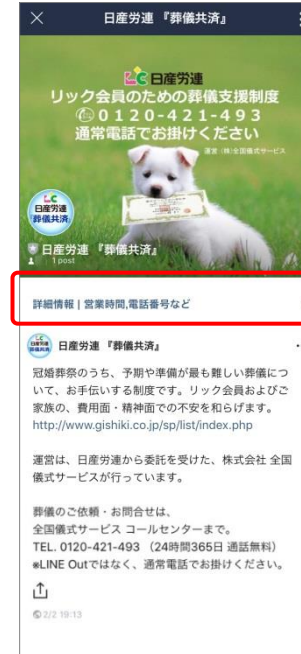 日産労連 『葬儀共済』
LC 日産労連
リック会員のための葬儀支援制度
0120-421-493
通常電話でお掛けください
運営 (株)全国儀式サービス
LC
日産労連
『葬儀共済』
日産労連 『葬儀共済』
1 post
詳細情報 | 営業時間,電話番号など
日産労連 『葬儀共済』
冠婚葬祭のうち、予期や準備が最も難しい葬儀につ
いて、お手伝いする制度です。リック会員およびご
家族の、費用面・精神面での不安を和らげます。
http://www.gishiki.co.jp/sp/list/index.php
運営は、日産労連から委託を受けた、株式会社 全国
儀式サービスが行っています。
葬儀のご依頼・お問合せは、
全国儀式サービス コールセンターまで。
TEL. 0120-421-493 （24時間365日 通話無料）
※LINE Outではなく、通常電話でお掛けください。
2/2 19:13